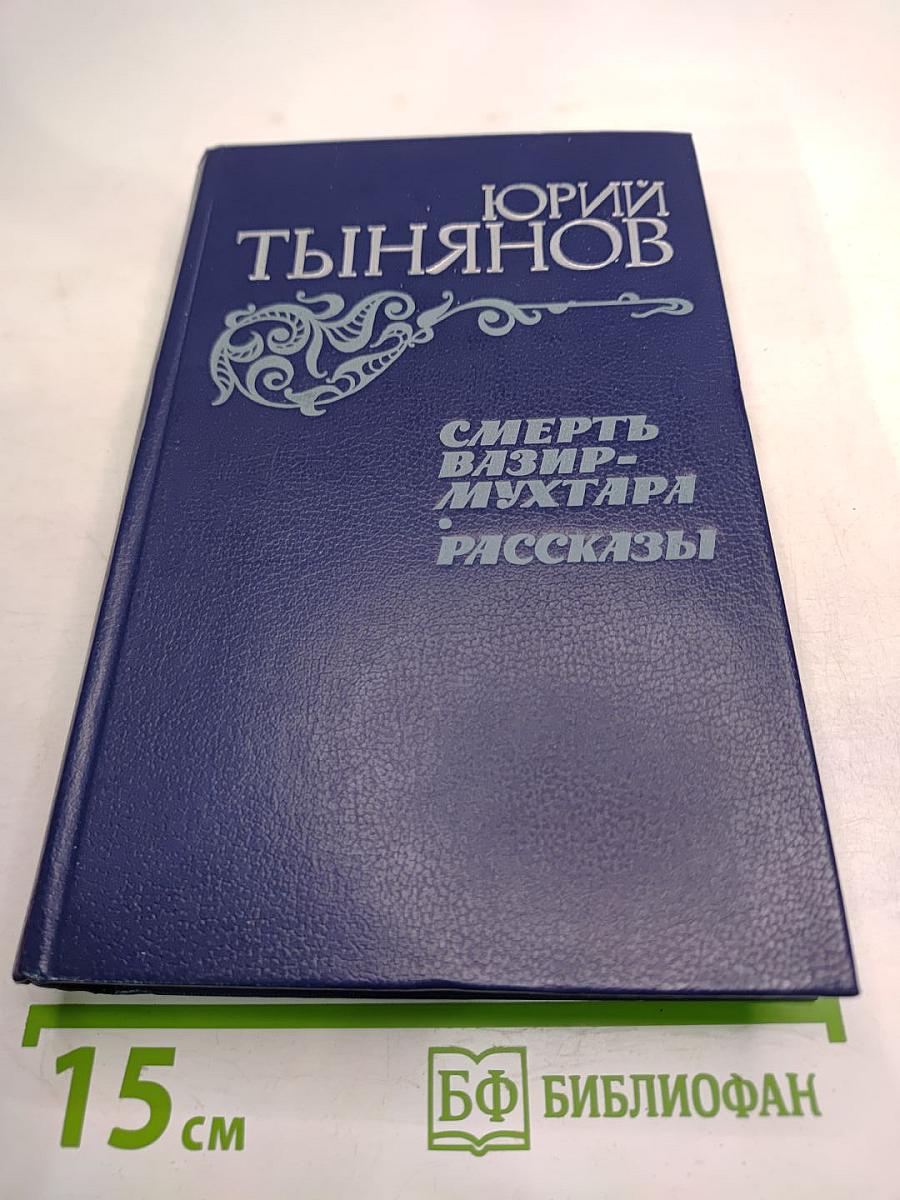 ЮРИЙ
ТЫНЯНОВ
СМЕРТЬ
ВАЗИР-
МУХТАРА
•
РАССКАЗЫ
15 см
БФ БИБЛИОФАН